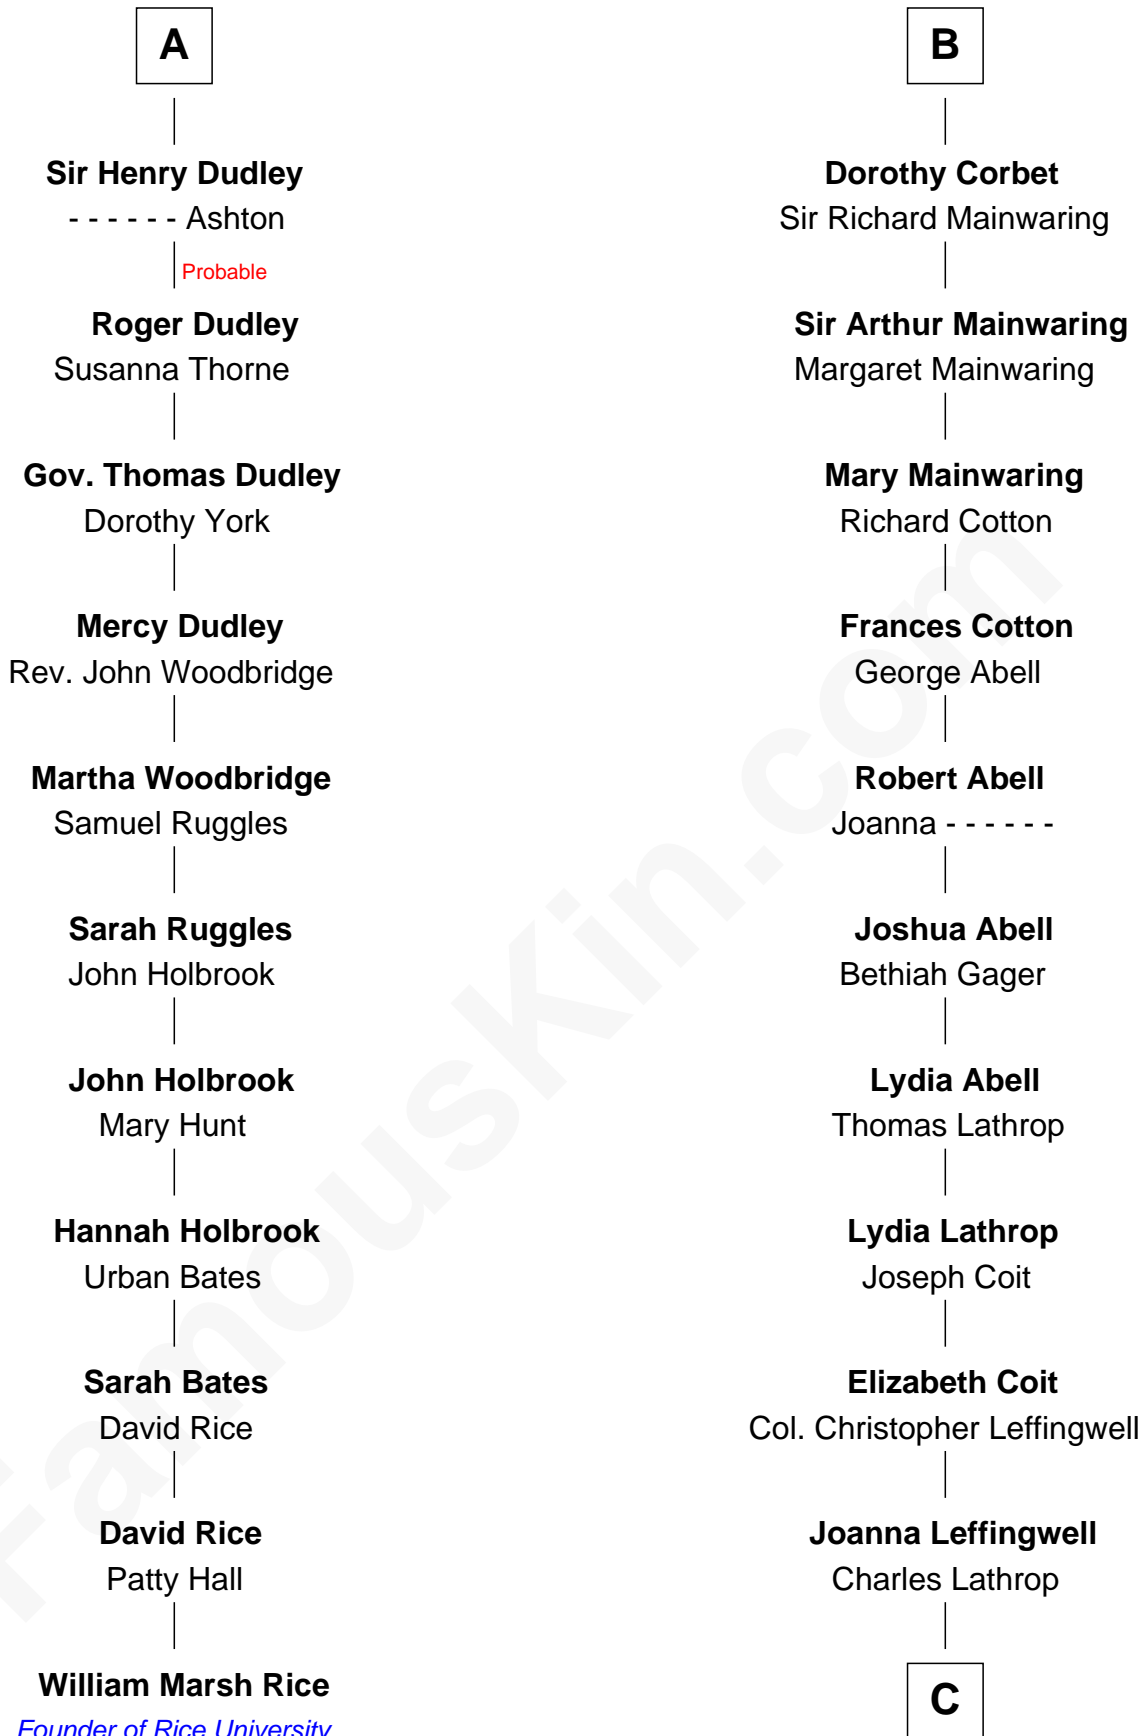 A
Sir Henry Dudley
- - - - - - Ashton
Probable
Roger Dudley
Susanna Thorne
Gov. Thomas Dudley
Dorothy York
Mercy Dudley
Rev. John Woodbridge
Martha Woodbridge
Samuel Ruggles
Sarah Ruggles
John Holbrook
John Holbrook
Mary Hunt
Hannah Holbrook
Urban Bates
Sarah Bates
David Rice
David Rice
Patty Hall
William Marsh Rice
Founder of Rice University
B
Dorothy Corbet
Sir Richard Mainwaring
Sir Arthur Mainwaring
Margaret Mainwaring
Mary Mainwaring
Richard Cotton
Frances Cotton
George Abell
Robert Abell
Joanna - - - - - -
Joshua Abell
Bethiah Gager
Lydia Abell
Thomas Lathrop
Lydia Lathrop
Joseph Coit
Elizabeth Coit
Col. Christopher Leffingwell
Joanna Leffingwell
Charles Lathrop
C
FamousKin.com